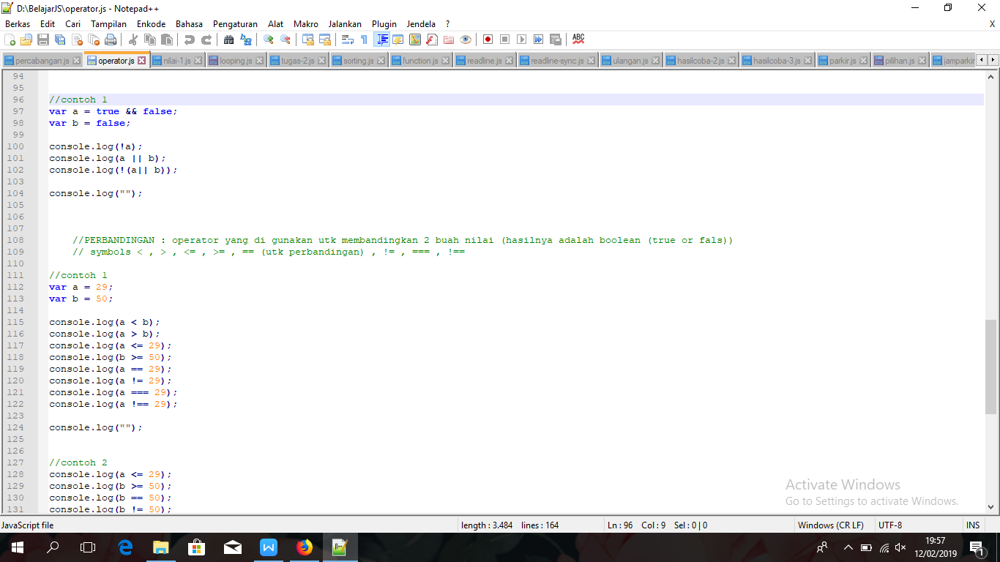 D:\BelajarJS\operator.js - Notepad++
Berkas Edit Cari Tampilan Enkode Bahasa Pengaturan Alat Makro Jalankan Plugin Jendela ? X
ABC
percabangan.js operator.js nilai-1.js looping.js tugas-2.js sorting.js function.js readline.js readline-sync.js ulangan.js hasilcoba-2.js hasilcoba-3.js parkir.js pilihan.js jamparkir
94
95
96 //contoh 1
97 var a = true && false;
98 var b = false;
99
100 console.log(!a);
101 console.log(a || b);
102 console.log(!(a|| b));
103
104 console.log("");
105
106
107
108 //PERBANDINGAN : operator yang di gunakan utk membandingkan 2 buah nilai (hasilnya adalah boolean (true or fals))
109 // symbols < , > , <= , >= , == (utk perbandingan) , != , === , !==
110
111 //contoh 1
112 var a = 29;
113 var b = 50;
114
115 console.log(a < b);
116 console.log(a > b);
117 console.log(a <= 29);
118 console.log(b >= 50);
119 console.log(a == 29);
120 console.log(a != 29);
121 console.log(a === 29);
122 console.log(a !== 29);
123
124 console.log("");
125
126
127 //contoh 2
128 console.log(a <= 29);
129 console.log(b >= 50);
130 console.log(b == 50);
131 console.log(b != 50);
Activate Windows
Go to Settings to activate Windows.
JavaScript file length : 3.484 lines : 164 Ln : 96 Col : 9 Sel : 0 | 0 Windows (CR LF) UTF-8 INS
19:57
12/02/2019
1